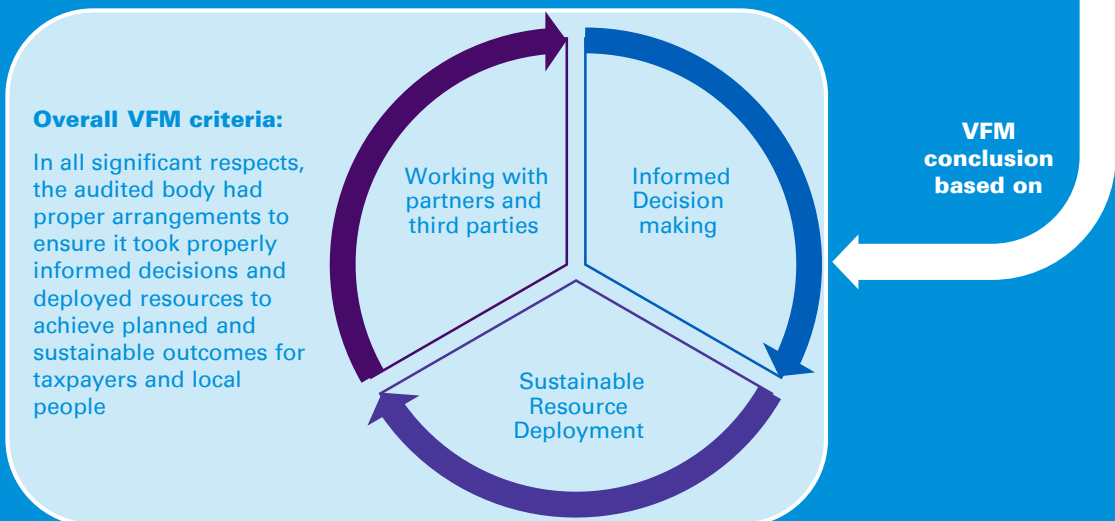 Overall VFM criteria:
In all significant respects,
the audited body had
proper arrangements to
ensure it took properly
informed decisions and
deployed resources to
achieve planned and
sustainable outcomes for
taxpayers and local
people
Working with
partners and
third parties
Informed
Decision
making
Sustainable
Resource
Deployment
VFM
conclusion
based on